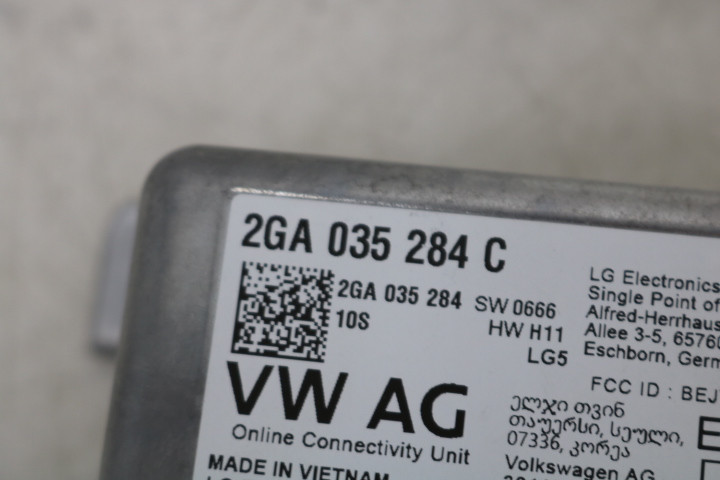 2GA 035 284 C
2GA 035 284 SW 0666
10S HW H11
LG5
VW AG
Online Connectivity Unit
MADE IN VIETNAM
LG Electronics
Single Point of
Alfred-Herrhaus
Allee 3-5, 65760
Eschborn, Germ
FCC ID : BEJ
ელჯი თვინ
თაუერსი, სეული,
07336, კორეა
Volkswagen AG